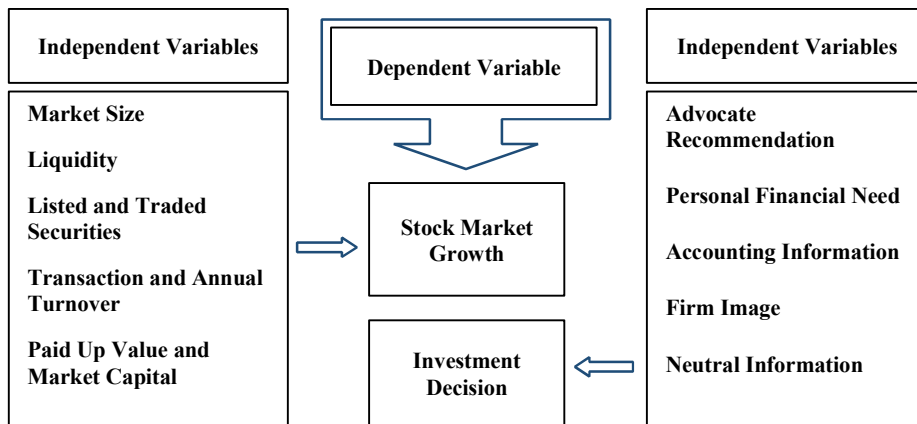 Independent Variables
Market Size
Liquidity
Listed and Traded
Securities
Transaction and Annual
Turnover
Paid Up Value and
Market Capital
Dependent Variable
Stock Market
Growth
Investment
Decision
Independent Variables
Advocate
Recommendation
Personal Financial Need
Accounting Information
Firm Image
Neutral Information